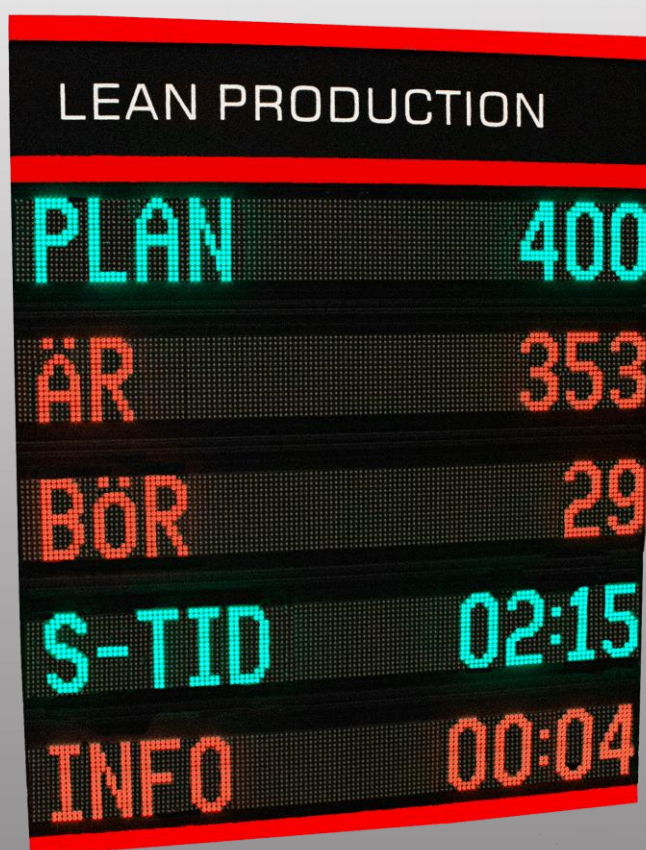 LEAN PRODUCTION
PLAN 400
ÄR 353
BÖR 29
S-TID 02:15
INFO 00:04